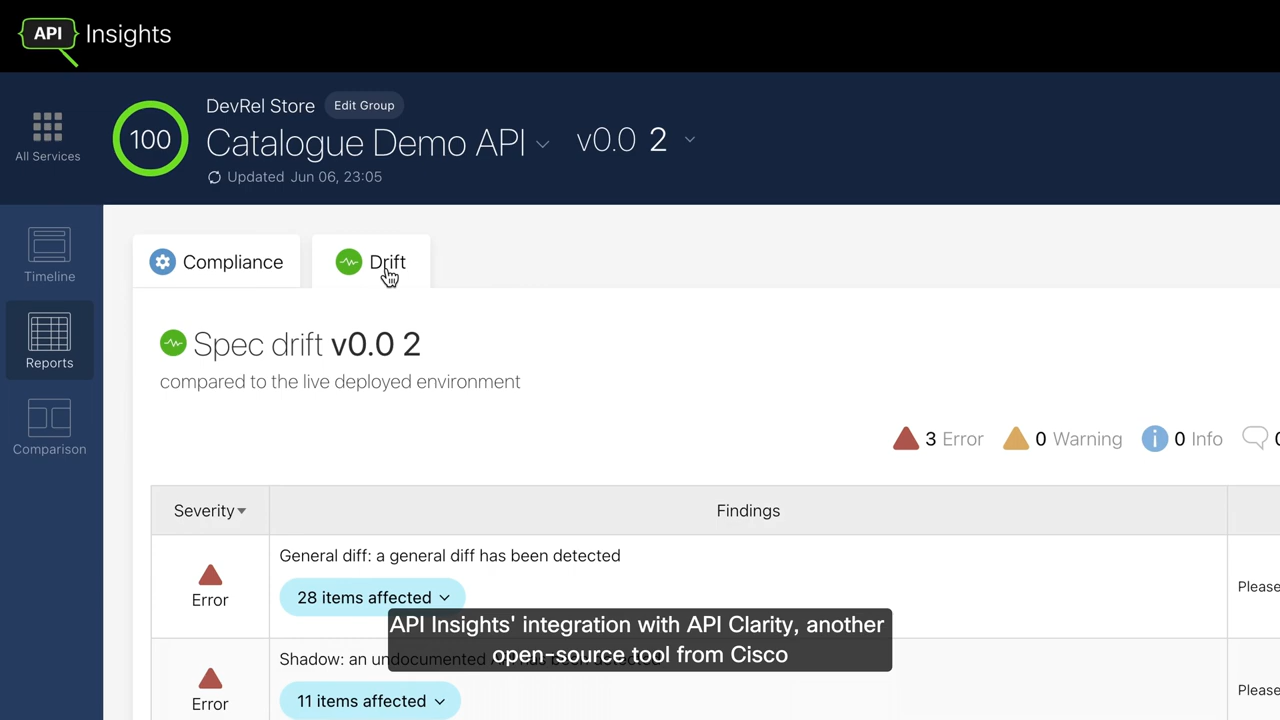 API Insights
All Services
100
DevRel Store Edit Group
Catalogue Demo API v0.0 2
Updated Jun 06, 23:05
Timeline
Reports
Comparison
Compliance Drift
Spec drift v0.0 2
compared to the live deployed environment
3 Error 0 Warning 0 Info 0
Severity Findings
General diff: a general diff has been detected
Error
28 items affected
Please
API Insights' integration with API Clarity, another
open-source tool from Cisco
Shadow: an undocumented
Error
11 items affected
Please